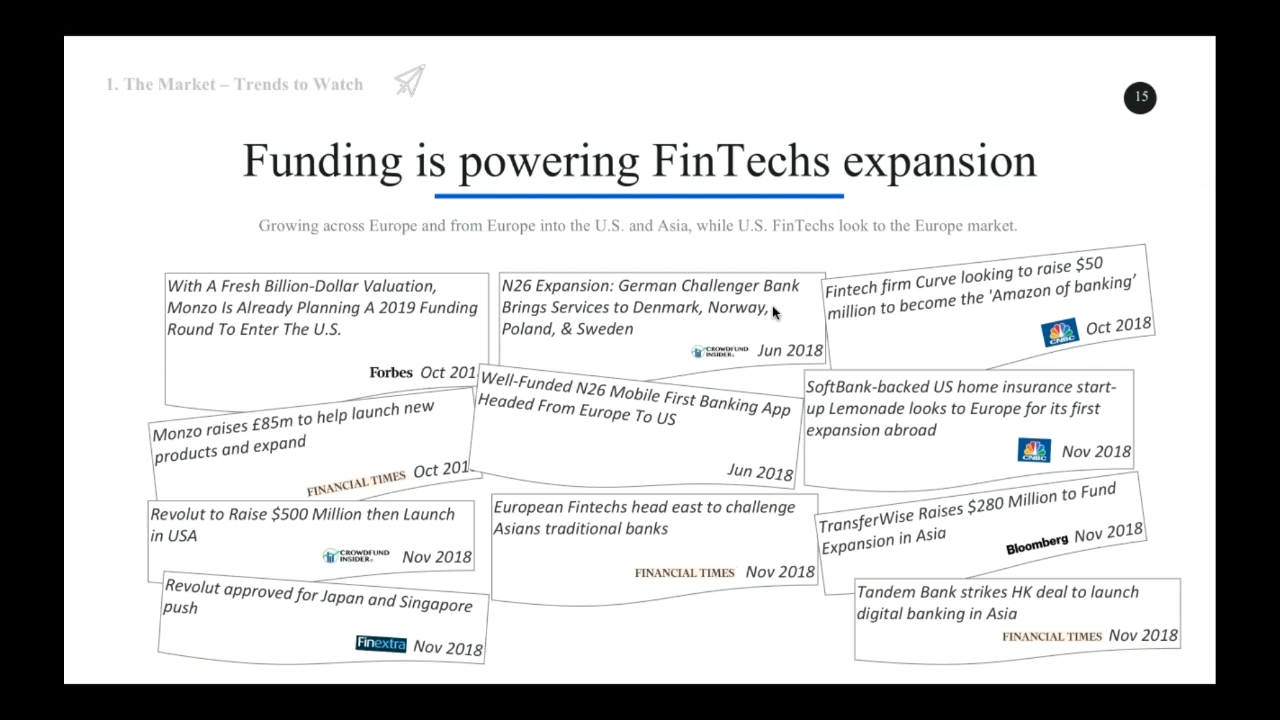 1. The Market – Trends to Watch
15
Funding is powering FinTechs expansion
Growing across Europe and from Europe into the U.S. and Asia, while U.S. FinTechs look to the Europe market.
With A Fresh Billion-Dollar Valuation,
Monzo Is Already Planning A 2019 Funding
Round To Enter The U.S.
Forbes Oct 201
N26 Expansion: German Challenger Bank
Brings Services to Denmark, Norway,
Poland, & Sweden
CROWDFUND INSIDER Jun 2018
Fintech firm Curve looking to raise $50
million to become the 'Amazon of banking’
CNBC Oct 2018
Monzo raises £85m to help launch new
products and expand
FINANCIAL TIMES Oct 201
Well-Funded N26 Mobile First Banking App
Headed From Europe To US
Jun 2018
SoftBank-backed US home insurance start-
up Lemonade looks to Europe for its first
expansion abroad
CNBC Nov 2018
Revolut to Raise $500 Million then Launch
in USA
CROWDFUND INSIDER Nov 2018
European Fintechs head east to challenge
Asians traditional banks
FINANCIAL TIMES Nov 2018
TransferWise Raises $280 Million to Fund
Expansion in Asia
Bloomberg Nov 2018
Revolut approved for Japan and Singapore
push
Finextra Nov 2018
Tandem Bank strikes HK deal to launch
digital banking in Asia
FINANCIAL TIMES Nov 2018